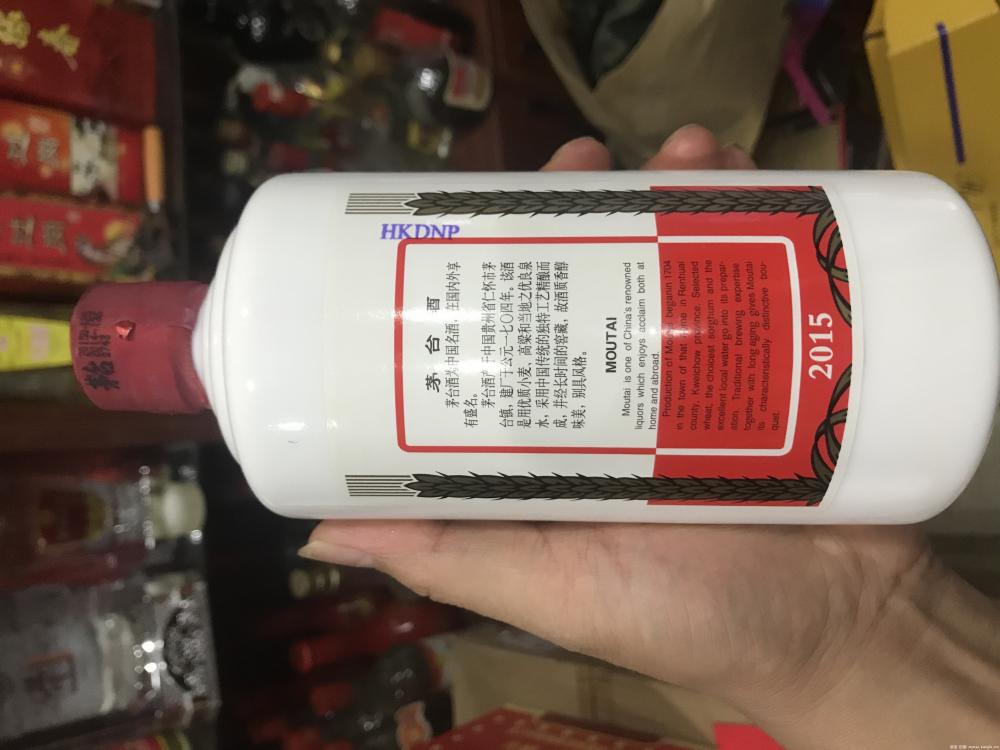 HKDNP
茅台酒
茅台酒为中国名酒，在国内外享
有盛名。
茅台酒产于中国贵州省仁怀市茅
台镇，建厂于公元一七〇四年。该酒
是用优质小麦、高粱和当地之优良泉
水，采用中国传统的独特工艺精酿而
成，并经长时间的窖藏，故酒质香醇
味美，别具风格。
MOUTAI
Moutai is one of China's renowned
liquors which enjoys acclaim both at
home and abroad.
Production of Moutai beganin 1704
in the town of that name in Renhuai
county, Kweichow province. Selected
wheat, the choicest sorghum and the
excellent local water go into its prepar-
ation. Traditional brewing expertise
together with long aging gives Moutai
its characteristically distinctive bou-
quet.
2015
茅台